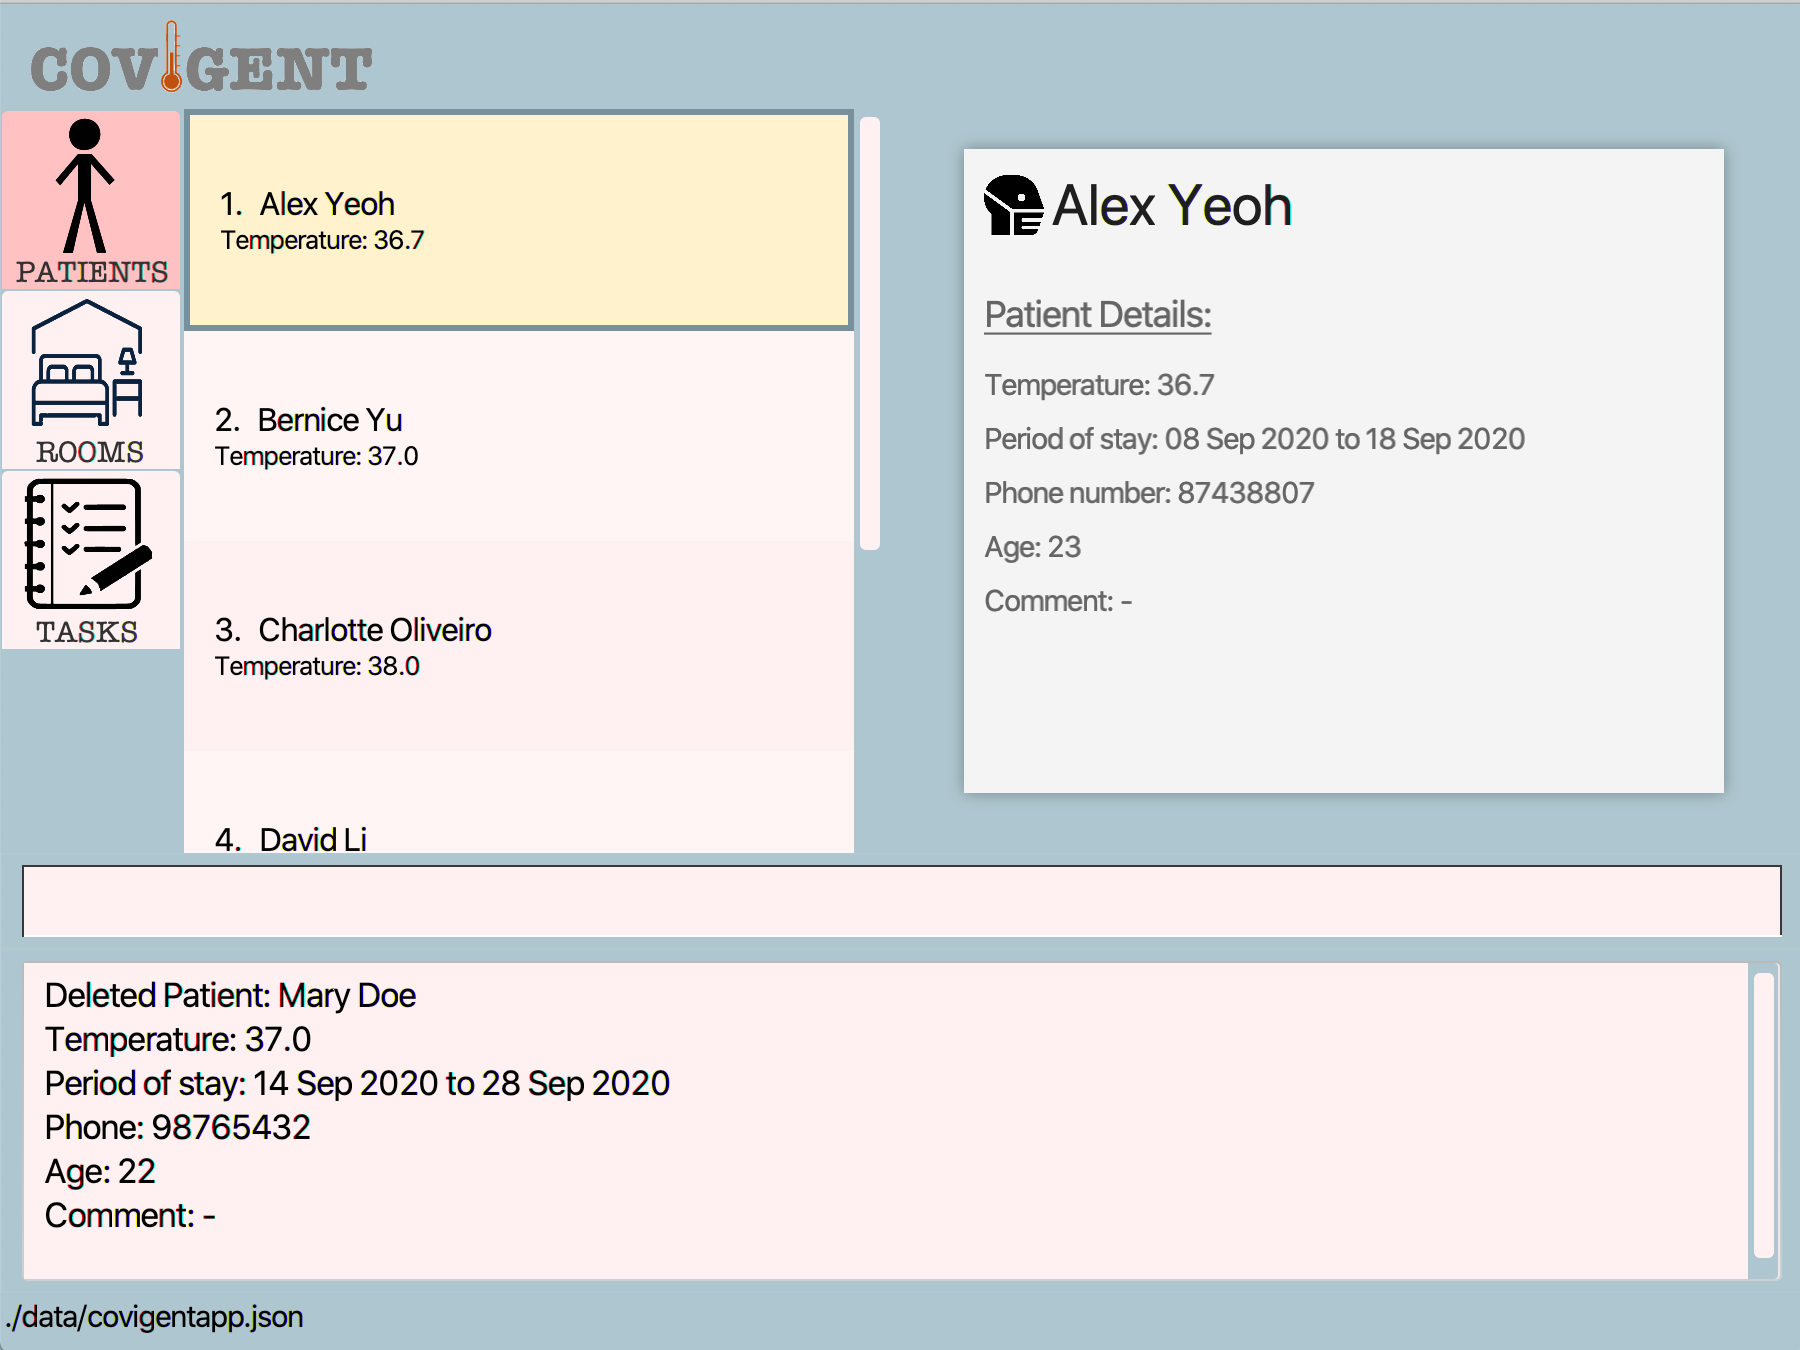 COVIGENT
PATIENTS
ROOMS
TASKS
1. Alex Yeoh
Temperature: 36.7
2. Bernice Yu
Temperature: 37.0
3. Charlotte Oliveiro
Temperature: 38.0
4. David Li
Alex Yeoh
Patient Details:
Temperature: 36.7
Period of stay: 08 Sep 2020 to 18 Sep 2020
Phone number: 87438807
Age: 23
Comment: -
Deleted Patient: Mary Doe
Temperature: 37.0
Period of stay: 14 Sep 2020 to 28 Sep 2020
Phone: 98765432
Age: 22
Comment: -
./data/covigentapp.json